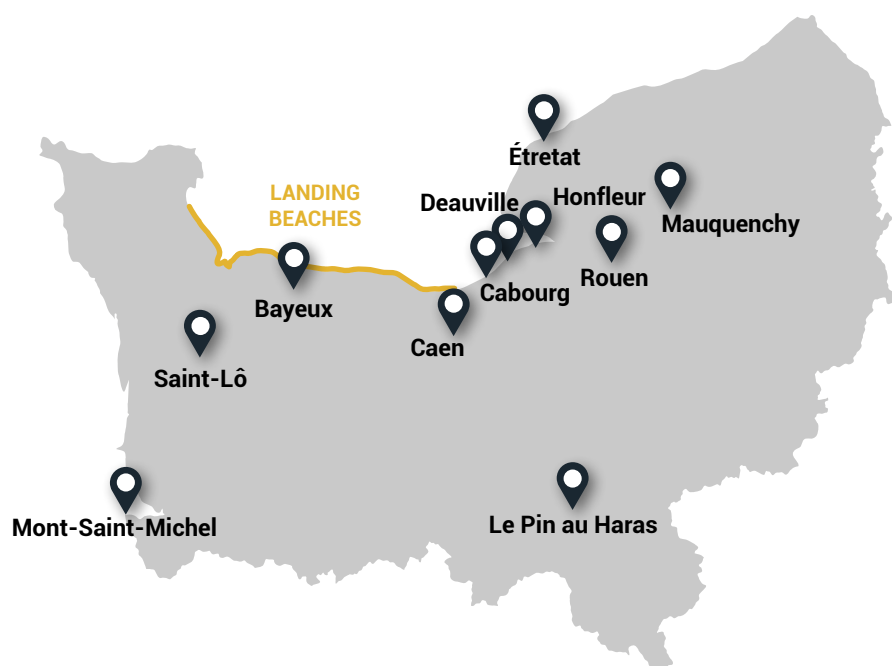 Étretat
LANDING
BEACHES
Deauville
Honfleur
Mauquenchy
Rouen
Cabourg
Bayeux
Caen
Saint-Lô
Mont-Saint-Michel
Le Pin au Haras